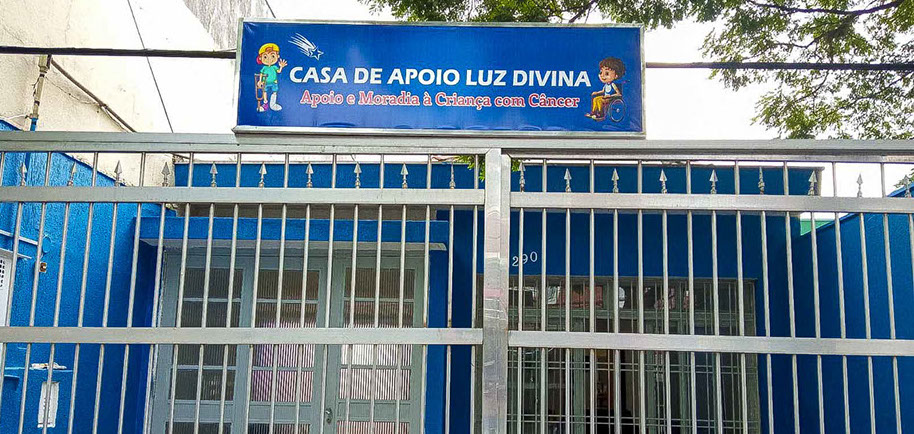 CASA DE APOIO LUZ DIVINA
Apoio e Moradia à Criança com Câncer
290